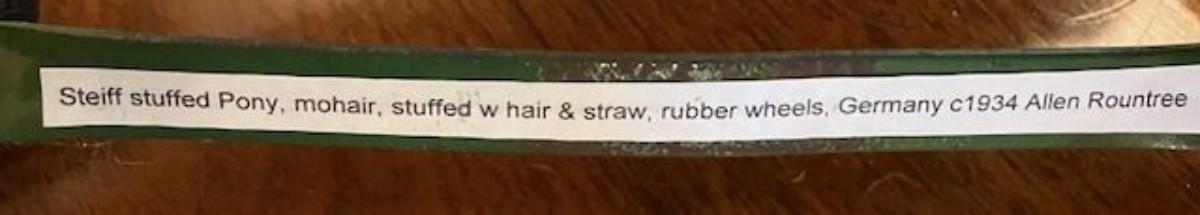 Steiff stuffed Pony, mohair, stuffed w hair & straw, rubber wheels, Germany c1934 Allen Rountree